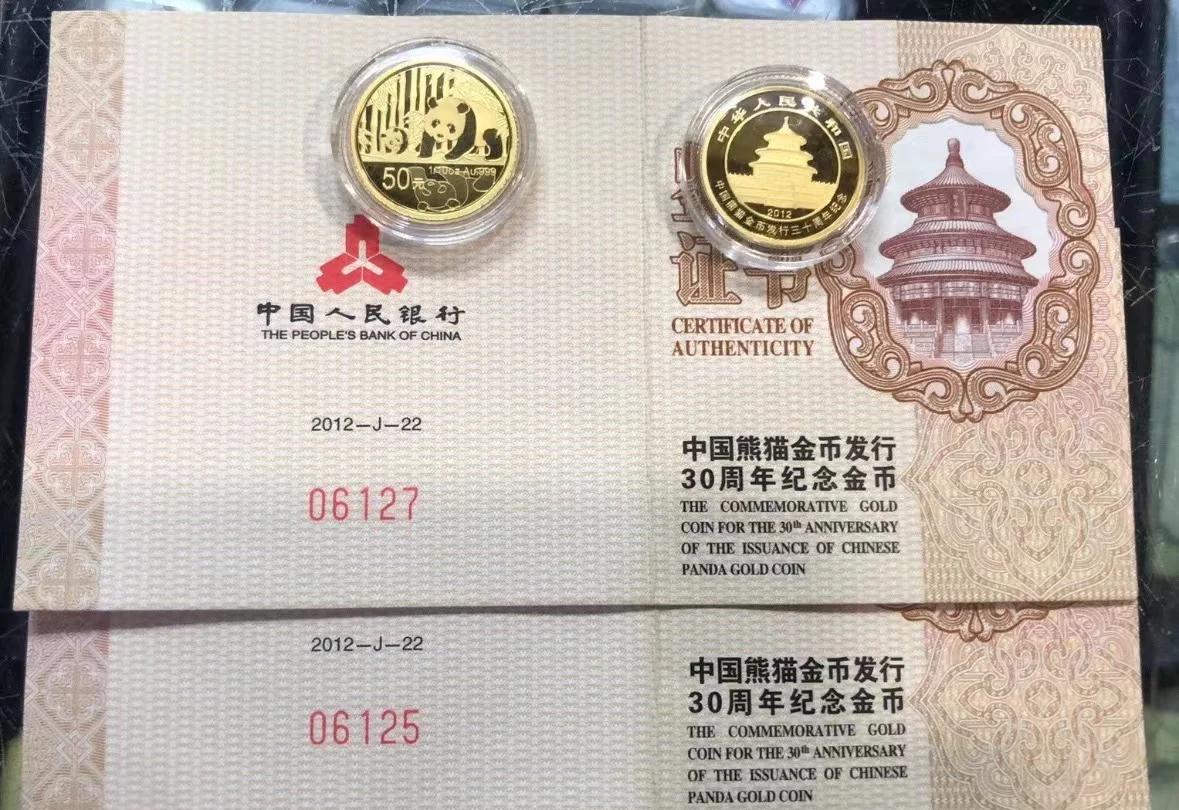 50元
1/10oz Au.999
中华人民共和国
2012
中国熊猫金币发行三十周年纪念
中国人民银行
THE PEOPLE'S BANK OF CHINA
证书
CERTIFICATE OF
AUTHENTICITY
2012-J-22
06127
中国熊猫金币发行
30周年纪念金币
THE COMMEMORATIVE GOLD
COIN FOR THE 30th ANNIVERSARY
OF THE ISSUANCE OF CHINESE
PANDA GOLD COIN
2012-J-22
06125
中国熊猫金币发行
30周年纪念金币
THE COMMEMORATIVE GOLD
COIN FOR THE 30th ANNIVERSARY
OF THE ISSUANCE OF CHINESE
PANDA GOLD COIN